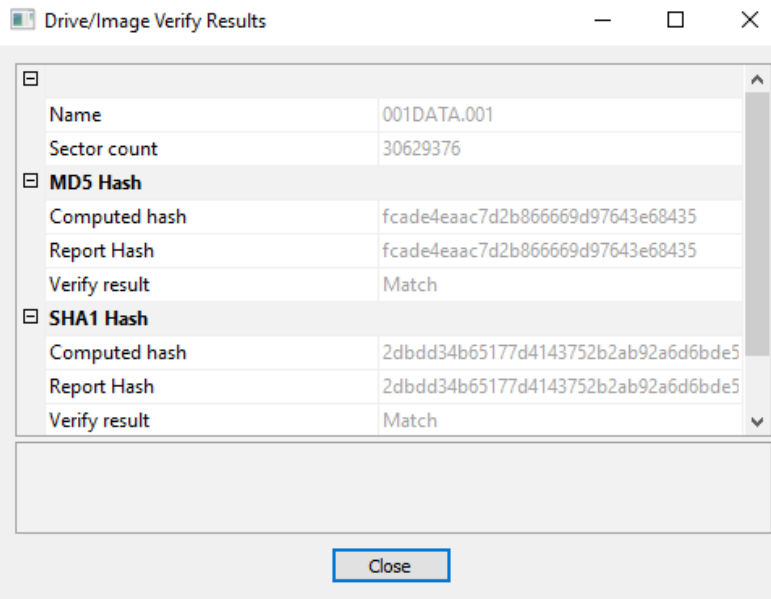 Drive/Image Verify Results
Name 001DATA.001
Sector count 30629376
MD5 Hash
Computed hash fcade4eaac7d2b866669d97643e68435
Report Hash fcade4eaac7d2b866669d97643e68435
Verify result Match
SHA1 Hash
Computed hash 2dbdd34b65177d4143752b2ab92a6d6bde5
Report Hash 2dbdd34b65177d4143752b2ab92a6d6bde5
Verify result Match
Close